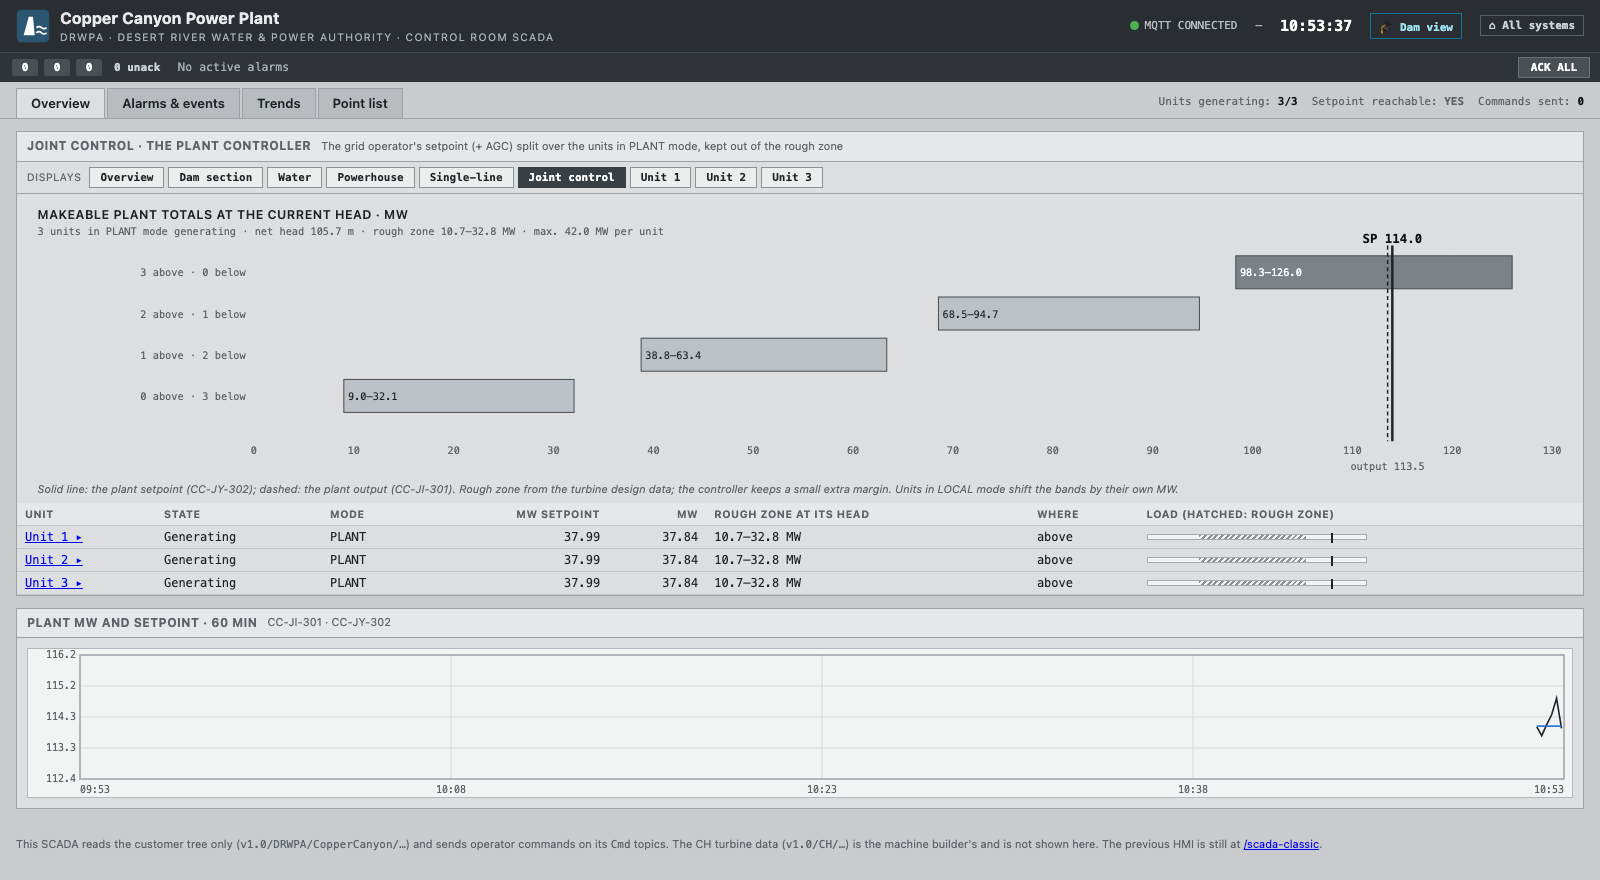 Copper Canyon Power Plant
DRWPA · DESERT RIVER WATER & POWER AUTHORITY · CONTROL ROOM SCADA
MQTT CONNECTED — 10:53:37 Dam view ⌂ All systems
0 0 0 0 unack No active alarms ACK ALL
Overview Alarms & events Trends Point list Units generating: 3/3 Setpoint reachable: YES Commands sent: 0
JOINT CONTROL · THE PLANT CONTROLLER The grid operator's setpoint (+ AGC) split over the units in PLANT mode, kept out of the rough zone
DISPLAYS Overview Dam section Water Powerhouse Single-line Joint control Unit 1 Unit 2 Unit 3
MAKEABLE PLANT TOTALS AT THE CURRENT HEAD · MW
3 units in PLANT mode generating · net head 105.7 m · rough zone 10.7–32.8 MW · max. 42.0 MW per unit
SP 114.0
3 above · 0 below 98.3–126.0
2 above · 1 below 68.5–94.7
1 above · 2 below 38.8–63.4
0 above · 3 below 9.0–32.1
0 10 20 30 40 50 60 70 80 90 100 110 120 130
output 113.5
Solid line: the plant setpoint (CC-JY-302); dashed: the plant output (CC-JI-301). Rough zone from the turbine design data; the controller keeps a small extra margin. Units in LOCAL mode shift the bands by their own MW.
UNIT STATE MODE MW SETPOINT MW ROUGH ZONE AT ITS HEAD WHERE LOAD (HATCHED: ROUGH ZONE)
Unit 1 ▸ Generating PLANT 37.99 37.84 10.7–32.8 MW above
Unit 2 ▸ Generating PLANT 37.99 37.84 10.7–32.8 MW above
Unit 3 ▸ Generating PLANT 37.99 37.84 10.7–32.8 MW above
PLANT MW AND SETPOINT · 60 MIN CC-JI-301 · CC-JY-302
116.2
115.2
114.3
113.3
112.4
09:53 10:08 10:23 10:38 10:53
This SCADA reads the customer tree only (v1.0/DRWPA/CopperCanyon/…) and sends operator commands on its Cmd topics. The CH turbine data (v1.0/CH/…) is the machine builder's and is not shown here. The previous HMI is still at /scada-classic.